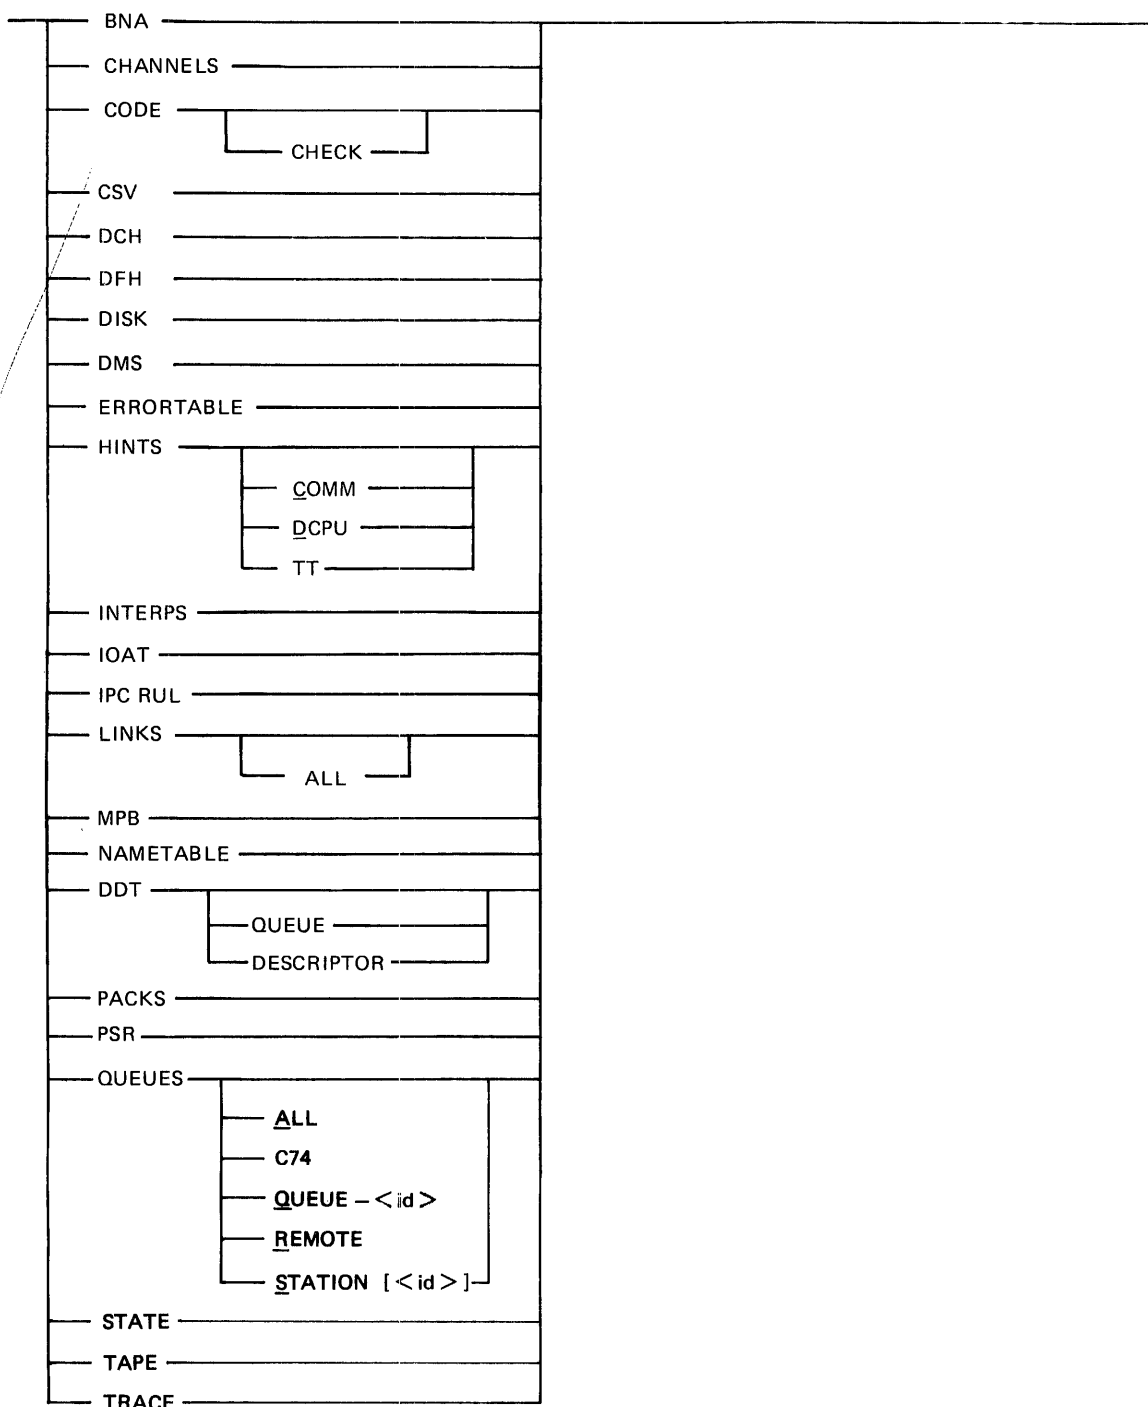 BNA
CHANNELS
CODE
CHECK
CSV
DCH
DFH
DISK
DMS
ERRORTABLE
HINTS
COMM
DCPU
TT
INTERPS
IOAT
IPC RUL
LINKS
ALL
MPB
NAMETABLE
DDT
QUEUE
DESCRIPTOR
PACKS
PSR
QUEUES
ALL
C74
QUEUE – <id>
REMOTE
STATION [<id>]
STATE
TAPE
TRACE